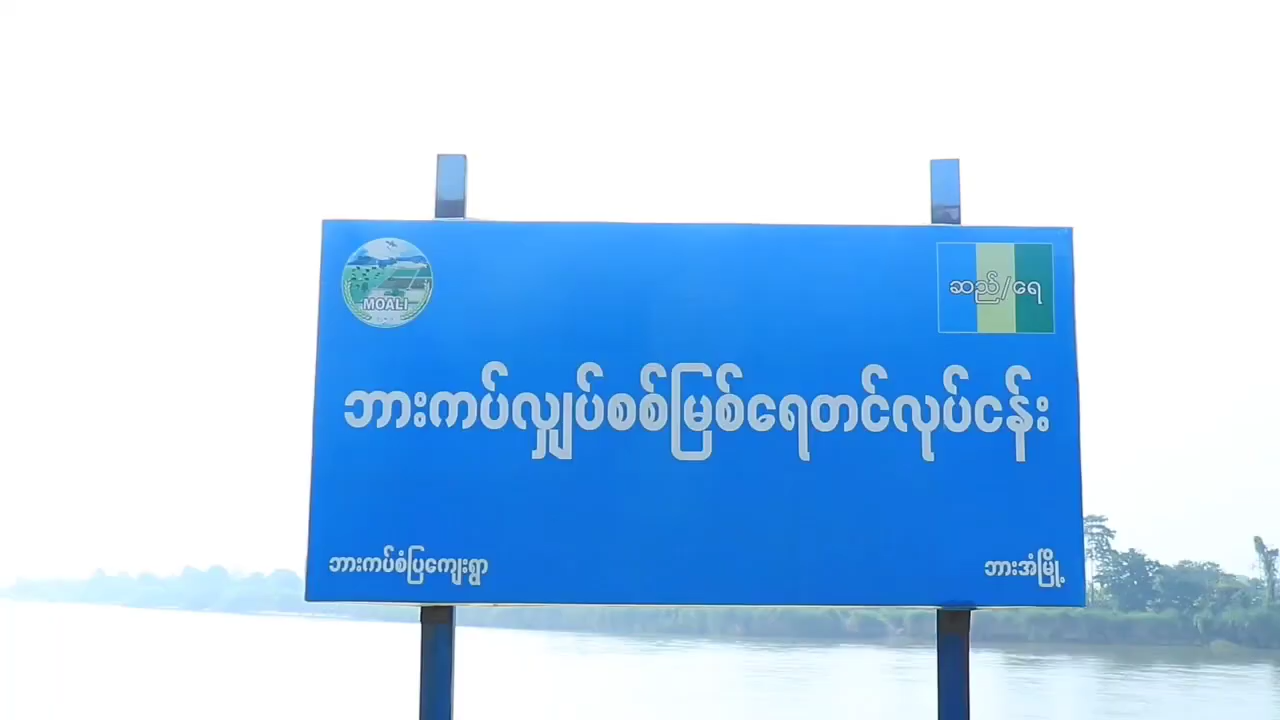 MOALI
ဆည်/ရေ
ဘားကပ်လျှပ်စစ်မြစ်ရေတင်လုပ်ငန်း
ဘားကပ်စံပြကျေးရွာ
ဘားအံမြို့